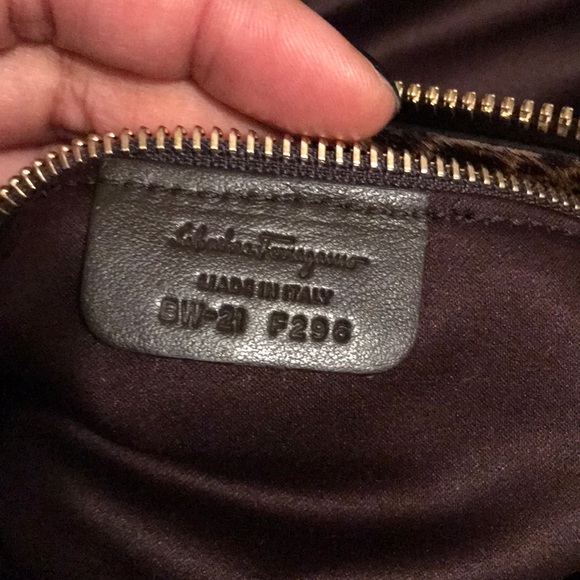 Salvatore Ferragamo
MADE IN ITALY
BW-21 F296